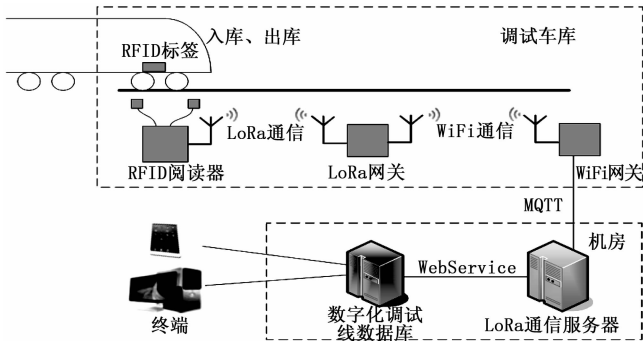 入库、出库
调试车库
RFID标签
LoRa通信
WiFi通信
RFID阅读器
LoRa网关
WiFi网关
MQTT
机房
WebService
终端
数字化调试
线数据库
LoRa通信服务器